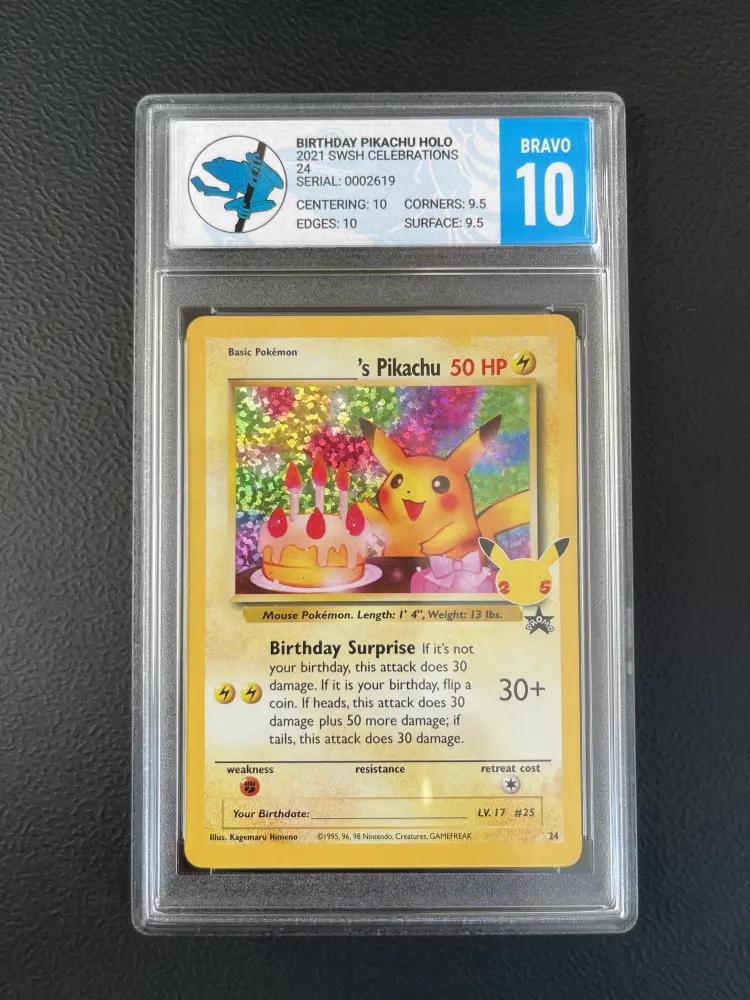 BIRTHDAY PIKACHU HOLO
2021 SWSH CELEBRATIONS
24
SERIAL: 0002619
CENTERING: 10 CORNERS: 9.5
EDGES: 10 SURFACE: 9.5
BRAVO
10
Basic Pokémon
____________'s Pikachu 50 HP
25
PROMO
Mouse Pokémon. Length: 1' 4", Weight: 13 lbs.
Birthday Surprise If it's not
your birthday, this attack does 30
damage. If it is your birthday, flip a
coin. If heads, this attack does 30
damage plus 50 more damage; if
tails, this attack does 30 damage.
30+
weakness resistance retreat cost
Your Birthdate: ____________ LV. 17 #25
Illus. Kagemaru Himeno ©1995, 96, 98 Nintendo, Creatures, GAMEFREAK 24